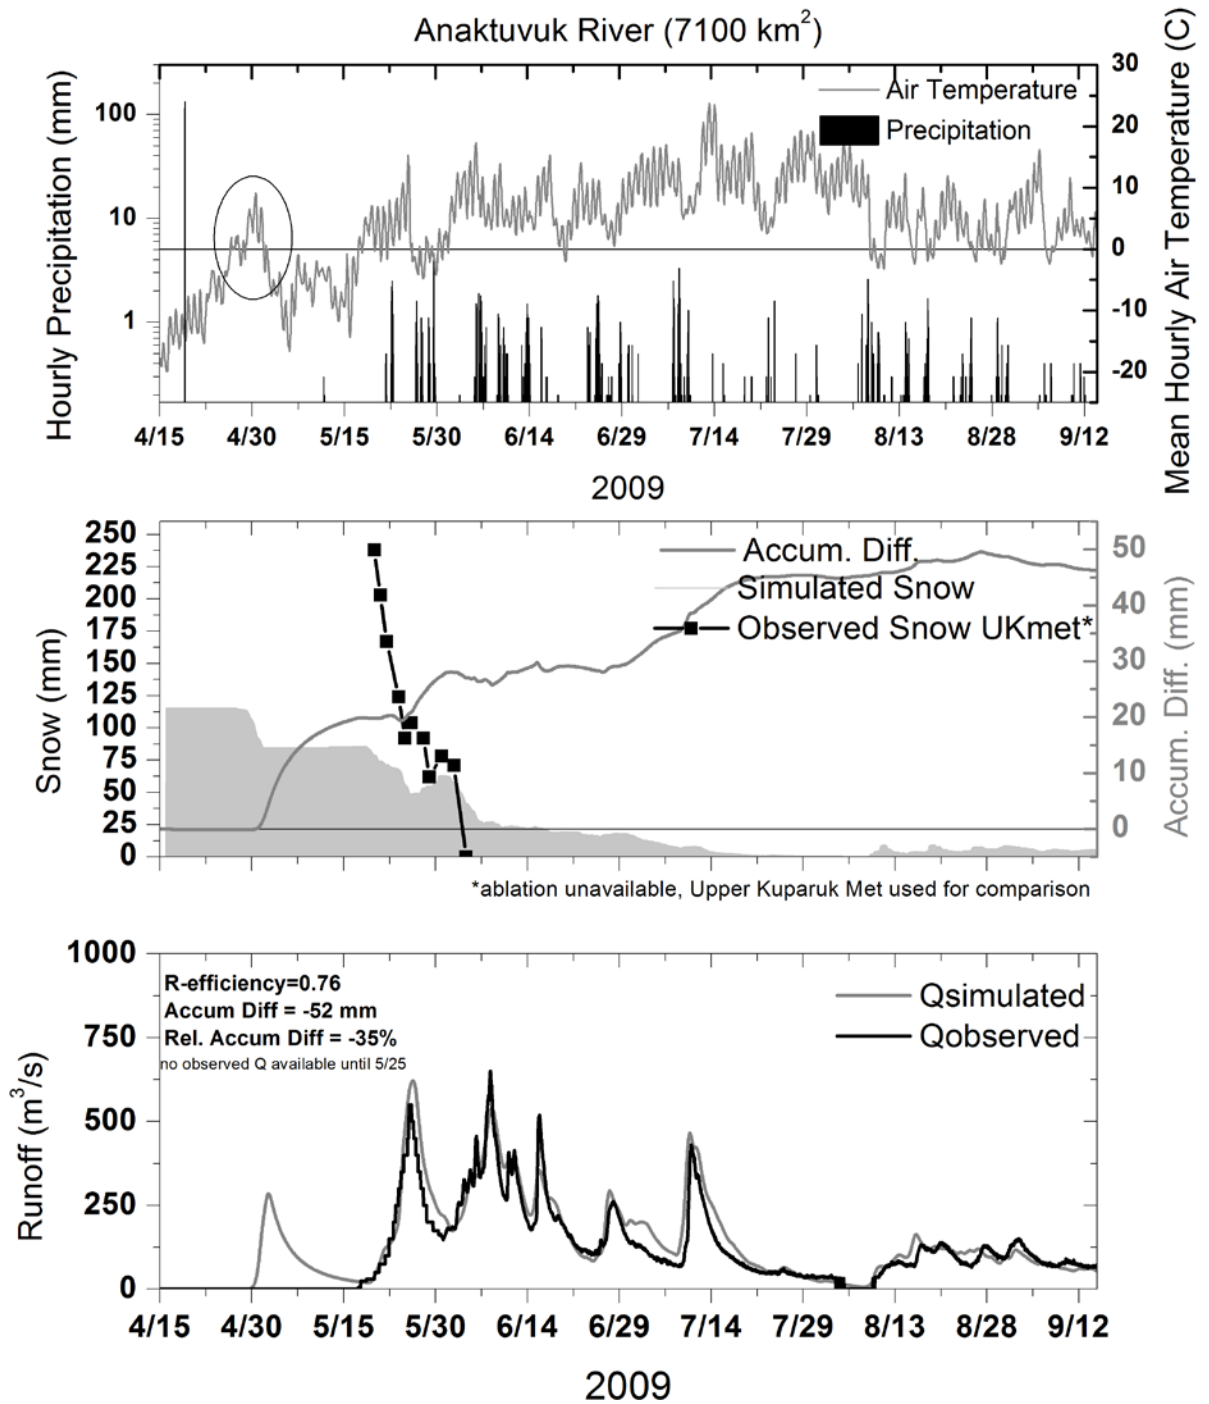 Anaktuvuk River (7100 km²)
Hourly Precipitation (mm)
100
10
1
Air Temperature
Precipitation
30
20
10
0
-10
-20
Mean Hourly Air Temperature (C)
4/15 4/30 5/15 5/30 6/14 6/29 7/14 7/29 8/13 8/28 9/12
2009
Snow (mm)
250
225
200
175
150
125
100
75
50
25
0
Accum. Diff.
Simulated Snow
Observed Snow UKmet*
50
40
30
20
10
0
Accum. Diff. (mm)
*ablation unavailable, Upper Kuparuk Met used for comparison
Runoff (m³/s)
1000
750
500
250
0
R-efficiency=0.76
Accum Diff = -52 mm
Rel. Accum Diff = -35%
no observed Q available until 5/25
Qsimulated
Qobserved
4/15 4/30 5/15 5/30 6/14 6/29 7/14 7/29 8/13 8/28 9/12
2009